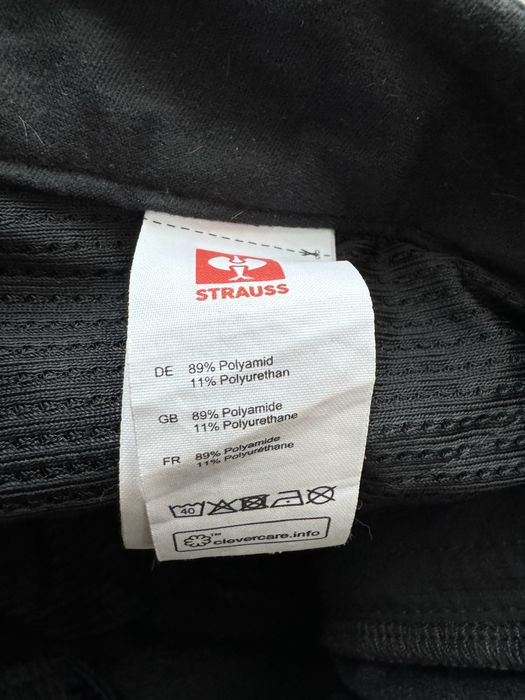 STRAUSS
DE 89% Polyamid
11% Polyurethan
GB 89% Polyamide
11% Polyurethane
FR 89% Polyamide
11% Polyuréthane
40
™ clevercare.info